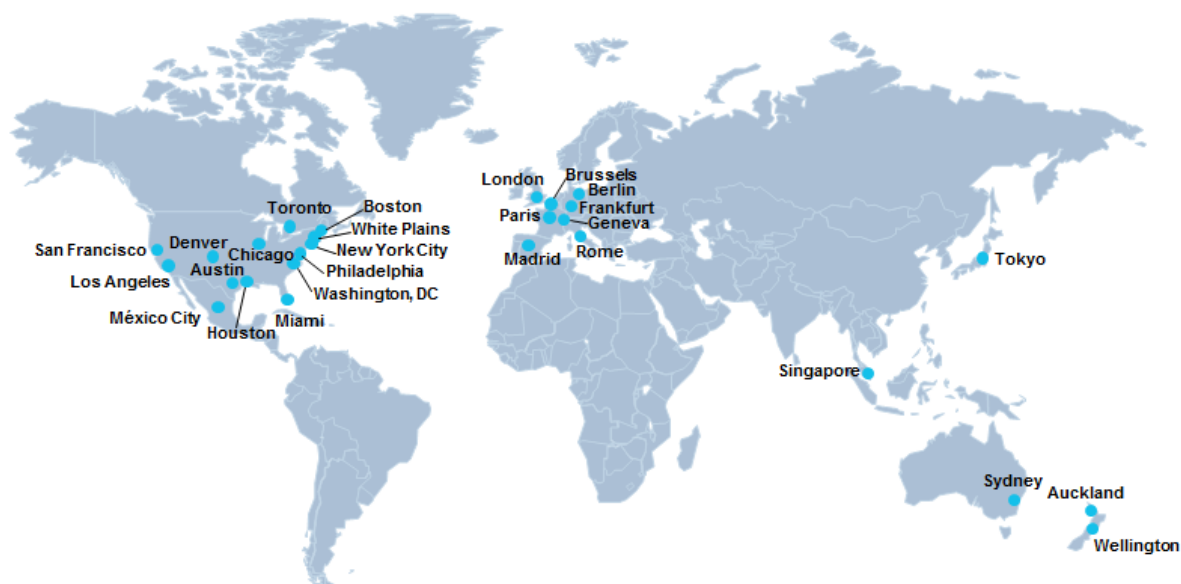 London
Brussels
Berlin
Toronto
Boston
Paris
Frankfurt
White Plains
Geneva
San Francisco
Denver
Chicago
New York City
Madrid
Rome
Tokyo
Austin
Philadelphia
Los Angeles
Washington, DC
México City
Houston
Miami
Singapore
Sydney
Auckland
Wellington